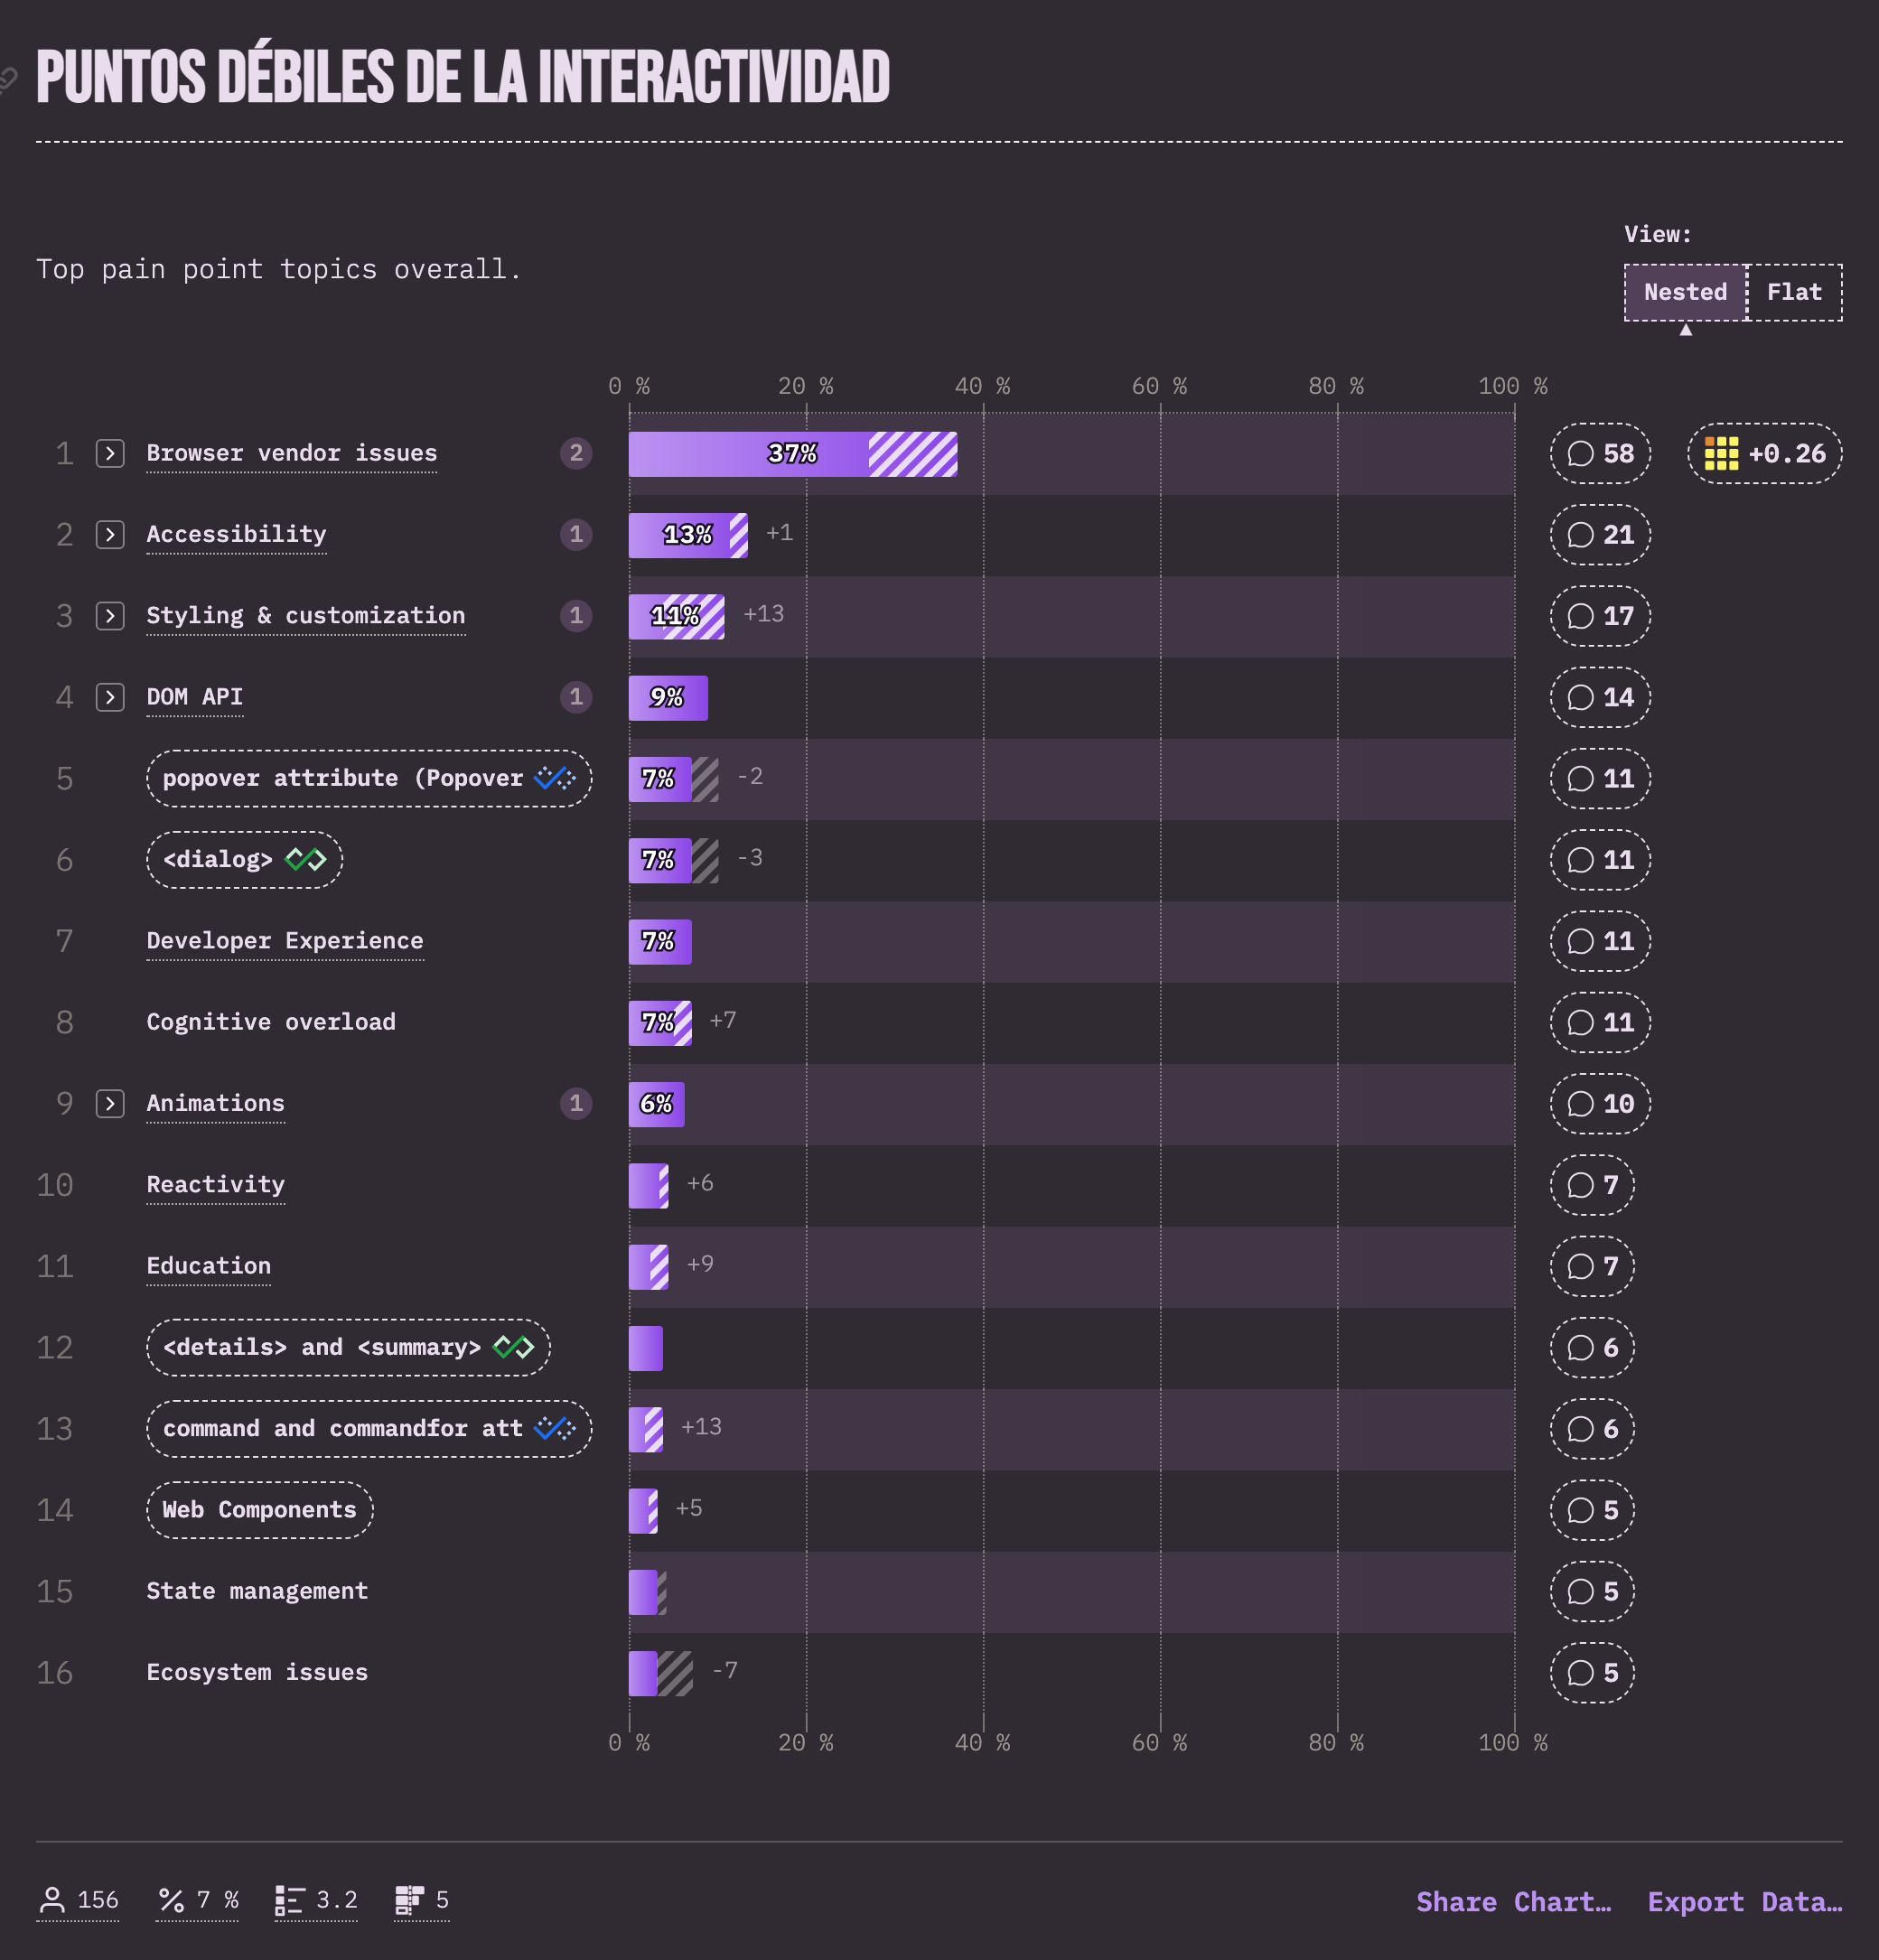 PUNTOS DÉBILES DE LA INTERACTIVIDAD
View:
Top pain point topics overall.
Nested Flat
0 % 20 % 40 % 60 % 80 % 100 %
1 Browser vendor issues 2 37% 58 +0.26
2 Accessibility 1 13% +1 21
3 Styling & customization 1 11% +13 17
4 DOM API 1 9% 14
5 popover attribute (Popover 7% -2 11
6 <dialog> 7% -3 11
7 Developer Experience 7% 11
8 Cognitive overload 7% +7 11
9 Animations 1 6% 10
10 Reactivity +6 7
11 Education +9 7
12 <details> and <summary> 6
13 command and commandfor att +13 6
14 Web Components +5 5
15 State management 5
16 Ecosystem issues -7 5
0 % 20 % 40 % 60 % 80 % 100 %
156 7 % 3.2 5 Share Chart… Export Data…